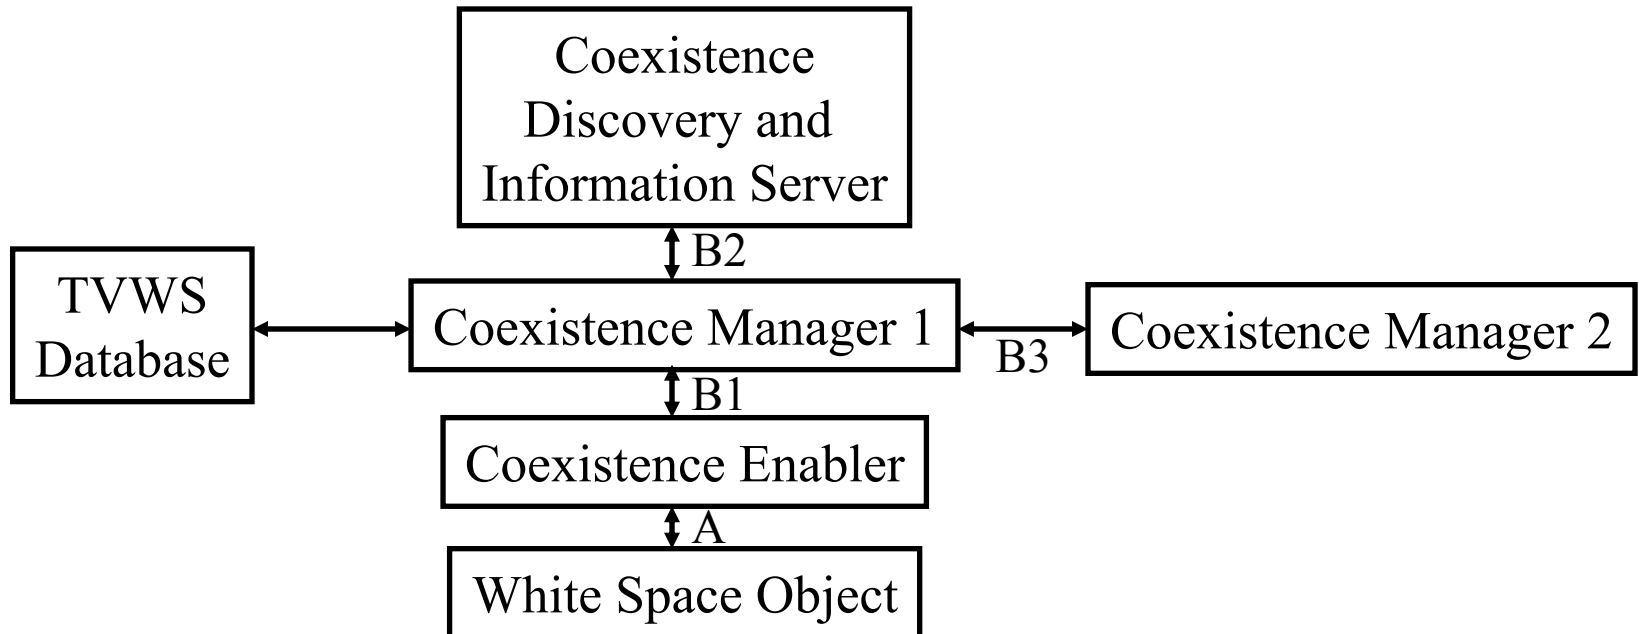 Coexistence
Discovery and
Information Server
B2
TVWS
Database
Coexistence Manager 1
B3
Coexistence Manager 2
B1
Coexistence Enabler
A
White Space Object